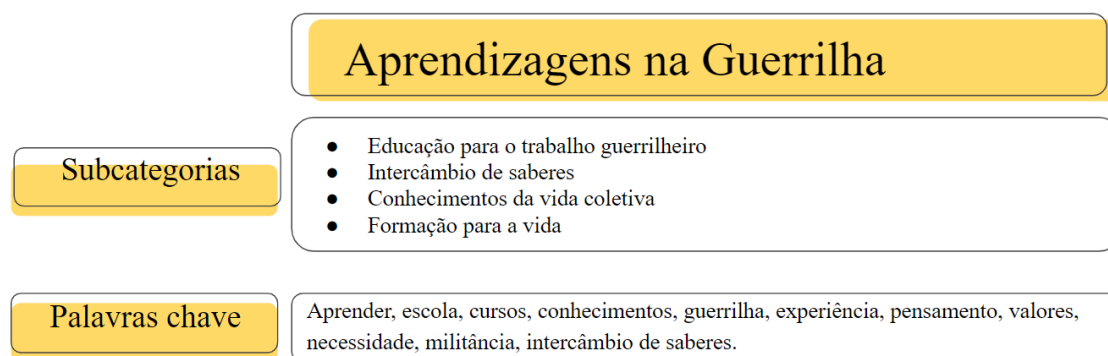 Aprendizagens na Guerrilha
Subcategorias
● Educação para o trabalho guerrilheiro
● Intercâmbio de saberes
● Conhecimentos da vida coletiva
● Formação para a vida
Palavras chave
Aprender, escola, cursos, conhecimentos, guerrilha, experiência, pensamento, valores,
necessidade, militância, intercâmbio de saberes.